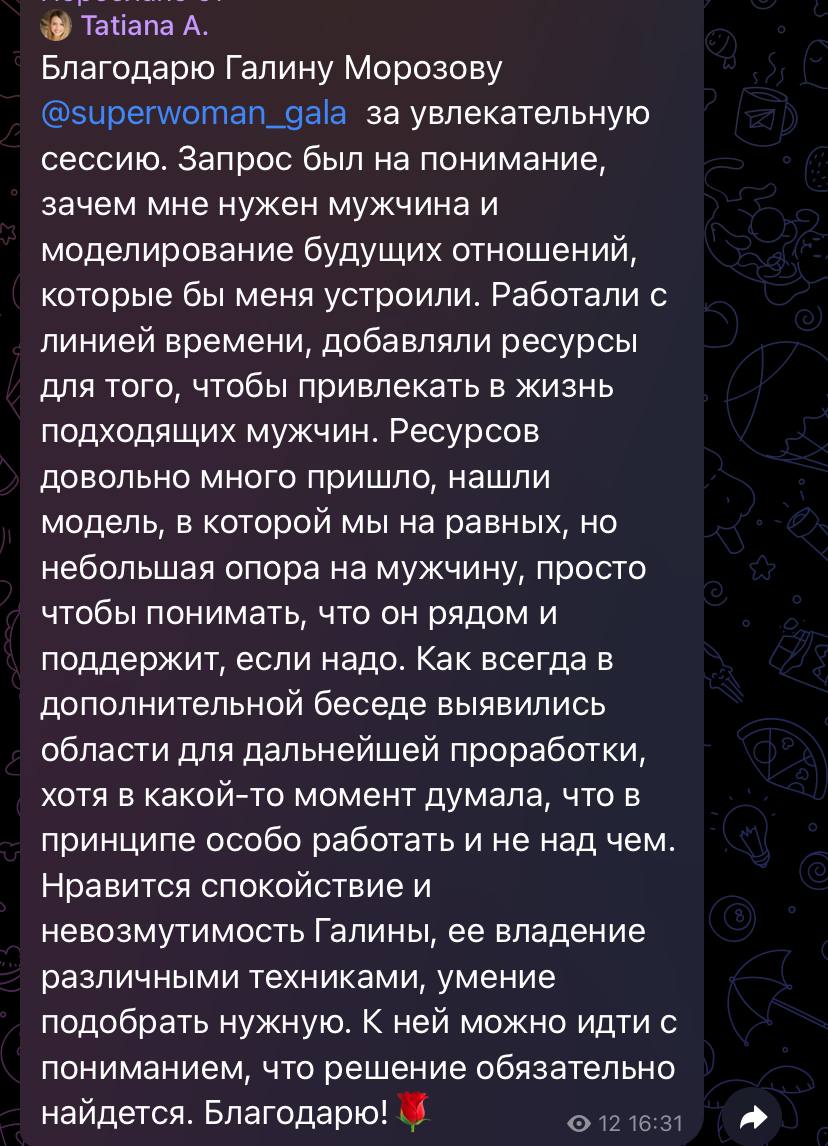 Tatiana A.
Благодарю Галину Морозову
@superwoman_gala за увлекательную
сессию. Запрос был на понимание,
зачем мне нужен мужчина и
моделирование будущих отношений,
которые бы меня устроили. Работали с
линией времени, добавляли ресурсы
для того, чтобы привлекать в жизнь
подходящих мужчин. Ресурсов
довольно много пришло, нашли
модель, в которой мы на равных, но
небольшая опора на мужчину, просто
чтобы понимать, что он рядом и
поддержит, если надо. Как всегда в
дополнительной беседе выявились
области для дальнейшей проработки,
хотя в какой-то момент думала, что в
принципе особо работать и не над чем.
Нравится спокойствие и
невозмутимость Галины, ее владение
различными техниками, умение
подобрать нужную. К ней можно идти с
пониманием, что решение обязательно
найдется. Благодарю!🌹
12 16:31